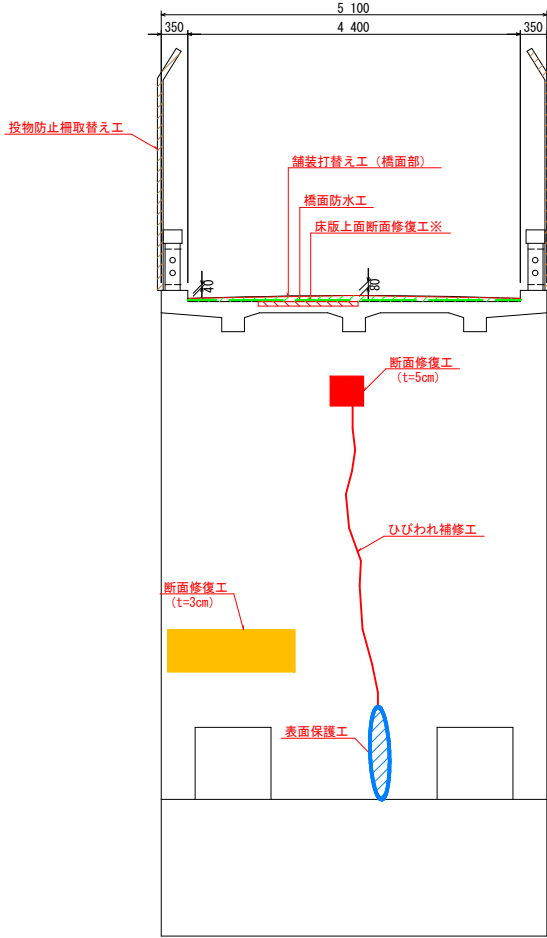 5 100
350
4 400
350
投物防止柵取替え工
舗装打替え工（橋面部）
橋面防水工
床版上面断面修復工※
40
80
断面修復工
(t=5cm)
ひびわれ補修工
断面修復工
(t=3cm)
表面保護工